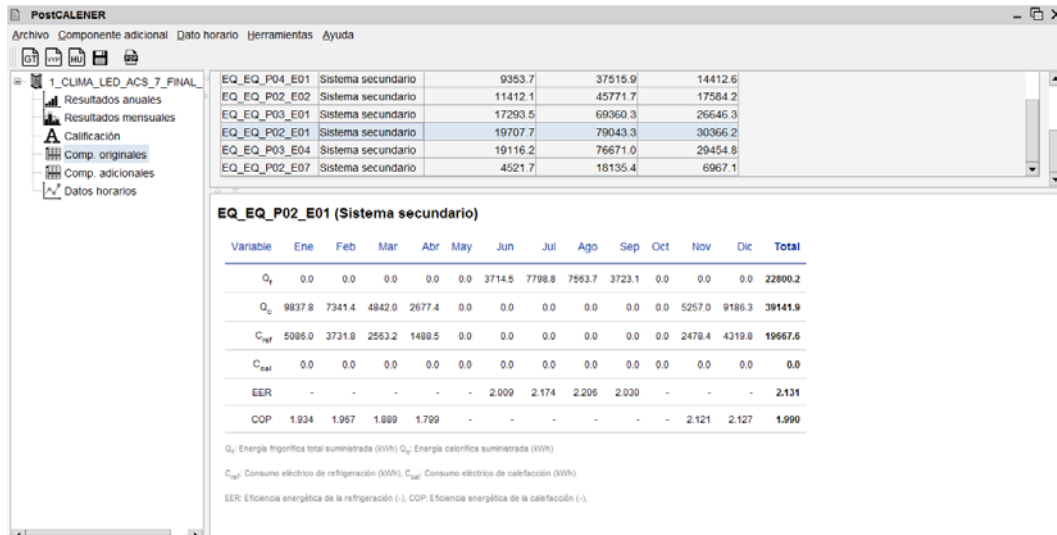 PostCALENER
Archivo Componente adicional Dato horario Herramientas Ayuda
GT VYP HU
1_CLIMA_LED_ACS_7_FINAL_
Resultados anuales
Resultados mensuales
Calificación
Comp. originales
Comp. adicionales
Datos horarios
EQ_EQ_P04_E01 Sistema secundario 9353.7 37515.9 14412.6
EQ_EQ_P02_E02 Sistema secundario 11412.1 45771.7 17584.2
EQ_EQ_P03_E01 Sistema secundario 17293.5 69360.3 26646.3
EQ_EQ_P02_E01 Sistema secundario 19707.7 79043.3 30366.2
EQ_EQ_P03_E04 Sistema secundario 19116.2 76671.0 29454.8
EQ_EQ_P02_E07 Sistema secundario 4521.7 18135.4 6967.1
EQ_EQ_P02_E01 (Sistema secundario)
Variable Ene Feb Mar Abr May Jun Jul Ago Sep Oct Nov Dic Total
Qf 0.0 0.0 0.0 0.0 0.0 3714.5 7798.8 7563.7 3723.1 0.0 0.0 0.0 22800.2
Qc 9837.8 7341.4 4842.0 2677.4 0.0 0.0 0.0 0.0 0.0 0.0 5257.0 9186.3 39141.9
Cref 5086.0 3731.8 2563.2 1488.5 0.0 0.0 0.0 0.0 0.0 0.0 2478.4 4319.8 19667.6
Ccal 0.0 0.0 0.0 0.0 0.0 0.0 0.0 0.0 0.0 0.0 0.0 0.0 0.0
EER - - - - - 2.009 2.174 2.206 2.030 - - - 2.131
COP 1.934 1.967 1.889 1.799 - - - - - - 2.121 2.127 1.990
Qf: Energía frigorífica total suministrada (kWh) Qc: Energía calorífica suministrada (kWh)
Cref: Consumo eléctrico de refrigeración (kWh), Ccal: Consumo eléctrico de calefacción (kWh)
EER: Eficiencia energética de la refrigeración (-), COP: Eficiencia energética de la calefacción (-),